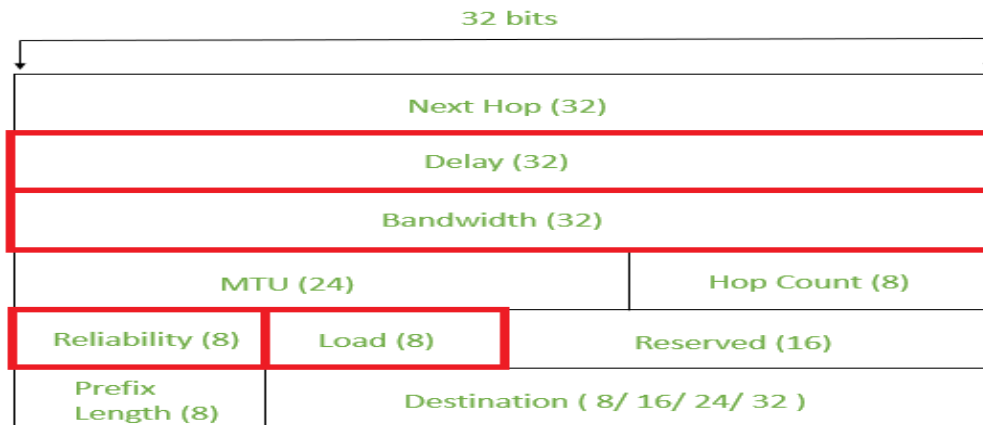 32 bits
Next Hop (32)
Delay (32)
Bandwidth (32)
MTU (24)
Hop Count (8)
Reliability (8)
Load (8)
Reserved (16)
Prefix
Length (8)
Destination ( 8/ 16/ 24/ 32 )